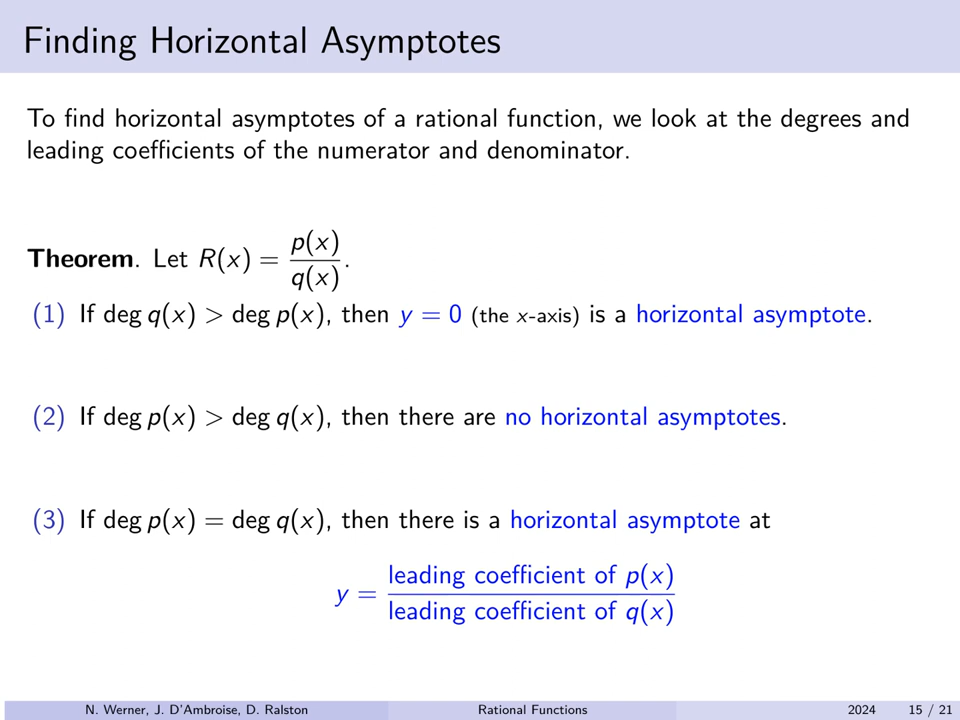 Finding Horizontal Asymptotes
To find horizontal asymptotes of a rational function, we look at the degrees and
leading coefficients of the numerator and denominator.
Theorem. Let R(x) = p(x)/q(x).
(1) If deg q(x) > deg p(x), then y = 0 (the x-axis) is a horizontal asymptote.
(2) If deg p(x) > deg q(x), then there are no horizontal asymptotes.
(3) If deg p(x) = deg q(x), then there is a horizontal asymptote at
y = leading coefficient of p(x) / leading coefficient of q(x)
N. Werner, J. D'Ambroise, D. Ralston Rational Functions 2024 15 / 21